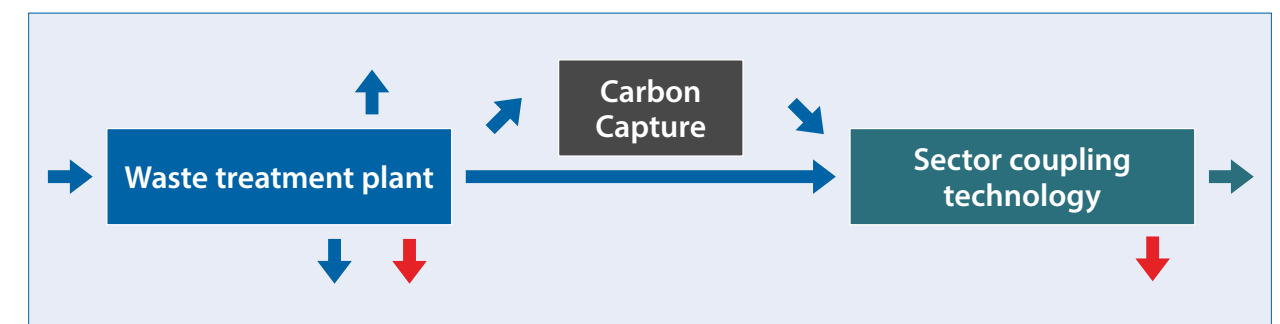 Carbon
Capture
Waste treatment plant
Sector coupling
technology